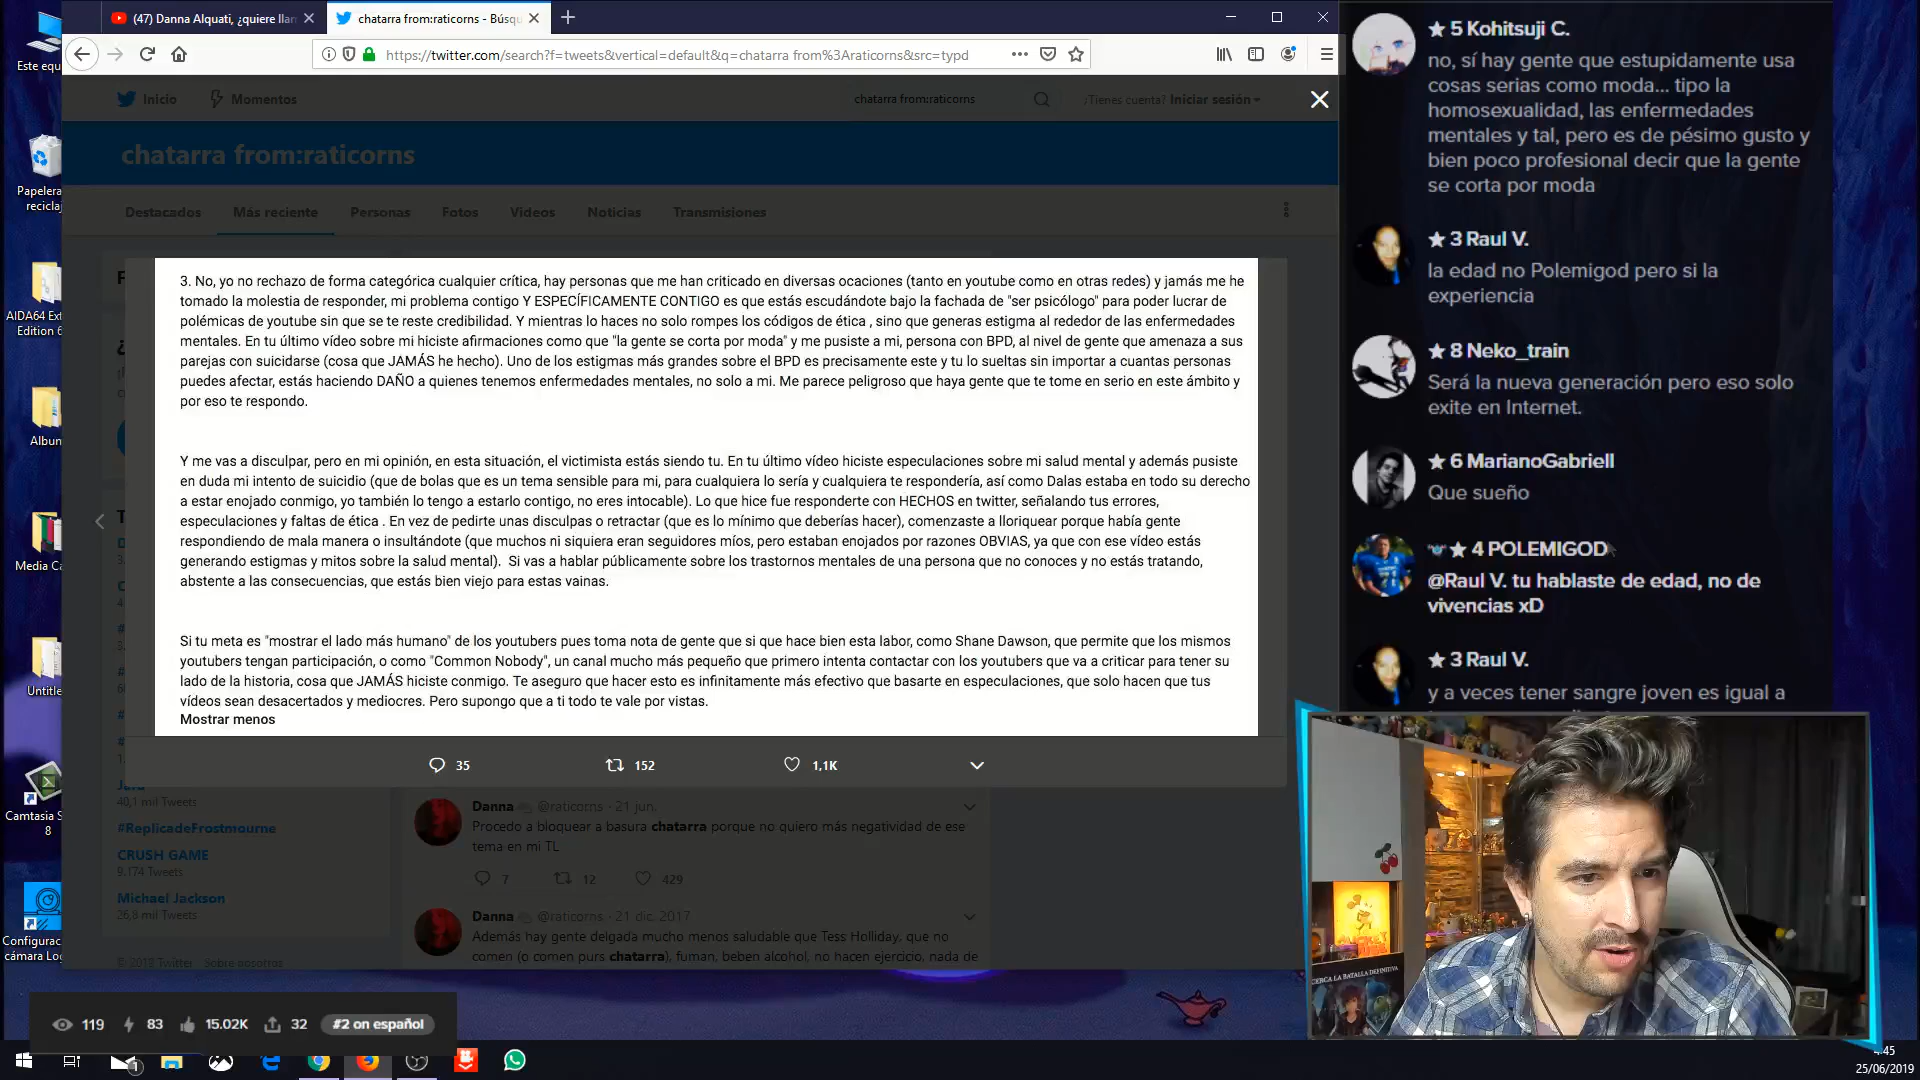 (47) Danna Alquati, ¿quiere llam
chatarra from:raticorns - Búsqu
https://twitter.com/search?f=tweets&vertical=default&q=chatarra from%3Araticorns&src=typd
Inicio
Momentos
chatarra from:raticorns
¿Tienes cuenta? Iniciar sesión
chatarra from:raticorns
Destacados
Más reciente
Personas
Fotos
Videos
Noticias
Transmisiones
3. No, yo no rechazo de forma categórica cualquier crítica, hay personas que me han criticado en diversas ocaciones (tanto en youtube como en otras redes) y jamás me he
tomado la molestia de responder, mi problema contigo Y ESPECÍFICAMENTE CONTIGO es que estás escudándote bajo la fachada de "ser psicólogo" para poder lucrar de
polémicas de youtube sin que se te reste credibilidad. Y mientras lo haces no solo rompes los códigos de ética , sino que generas estigma al rededor de las enfermedades
mentales. En tu último vídeo sobre mi hiciste afirmaciones como que "la gente se corta por moda" y me pusiste a mi, persona con BPD, al nivel de gente que amenaza a sus
parejas con suicidarse (cosa que JAMÁS he hecho). Uno de los estigmas más grandes sobre el BPD es precisamente este y tu lo sueltas sin importar a cuantas personas
puedes afectar, estás haciendo DAÑO a quienes tenemos enfermedades mentales, no solo a mi. Me parece peligroso que haya gente que te tome en serio en este ámbito y
por eso te respondo.
Y me vas a disculpar, pero en mi opinión, en esta situación, el victimista estás siendo tu. En tu último vídeo hiciste especulaciones sobre mi salud mental y además pusiste
en duda mi intento de suicidio (que de bolas que es un tema sensible para mi, para cualquiera lo sería y cualquiera te respondería, así como Dalas estaba en todo su derecho
a estar enojado conmigo, yo también lo tengo a estarlo contigo, no eres intocable). Lo que hice fue responderte con HECHOS en twitter, señalando tus errores,
especulaciones y faltas de ética . En vez de pedirte unas disculpas o retractar (que es lo mínimo que deberías hacer), comenzaste a lloriquear porque había gente
respondiendo de mala manera o insultándote (que muchos ni siquiera eran seguidores míos, pero estaban enojados por razones OBVIAS, ya que con ese vídeo estás
generando estigmas y mitos sobre la salud mental).  Si vas a hablar públicamente sobre los trastornos mentales de una persona que no conoces y no estás tratando,
abstente a las consecuencias, que estás bien viejo para estas vainas.
Si tu meta es "mostrar el lado más humano" de los youtubers pues toma nota de gente que si que hace bien esta labor, como Shane Dawson, que permite que los mismos
youtubers tengan participación, o como "Common Nobody", un canal mucho más pequeño que primero intenta contactar con los youtubers que va a criticar para tener su
lado de la historia, cosa que JAMÁS hiciste conmigo. Te aseguro que hacer esto es infinitamente más efectivo que basarte en especulaciones, que solo hacen que tus
vídeos sean desacertados y mediocres. Pero supongo que a ti todo te vale por vistas.
Mostrar menos
35
152
1,1K
Danna @raticorns · 21 jun.
Procedo a bloquear a basura chatarra porque no quiero más negatividad de ese
tema en mi TL
7
12
429
Danna @raticorns · 21 dic. 2017
Además hay gente delgada mucho menos saludable que Tess Holliday, que no
comen (o comen purs chatarra), fuman, beben alcohol, no hacen ejercicio, nada de
40,1 mil Tweets
#ReplicadeFrostmourne
CRUSH GAME
9.174 Tweets
Michael Jackson
26,8 mil Tweets
© 2019 Twitter Sobre nosotros
Este equ
Papelera
reciclaj
AIDA64 Ext
Edition 6
Albun
Media Ca
Untitle
Camtasia S
8
Configurac
cámara Log
★ 5 Kohitsuji C.
no, sí hay gente que estupidamente usa
cosas serias como moda... tipo la
homosexualidad, las enfermedades
mentales y tal, pero es de pésimo gusto y
bien poco profesional decir que la gente
se corta por moda
★ 3 Raul V.
la edad no Polemigod pero si la
experiencia
★ 8 Neko_train
Será la nueva generación pero eso solo
exite en Internet.
★ 6 MarianoGabriell
Que sueño
★ 4 POLEMIGOD
@Raul V. tu hablaste de edad, no de
vivencias xD
★ 3 Raul V.
y a veces tener sangre joven es igual a
CERCA LA BATALLA DEFINITIVA
119
83
15.02K
32
#2 on español
4:45
25/06/2019